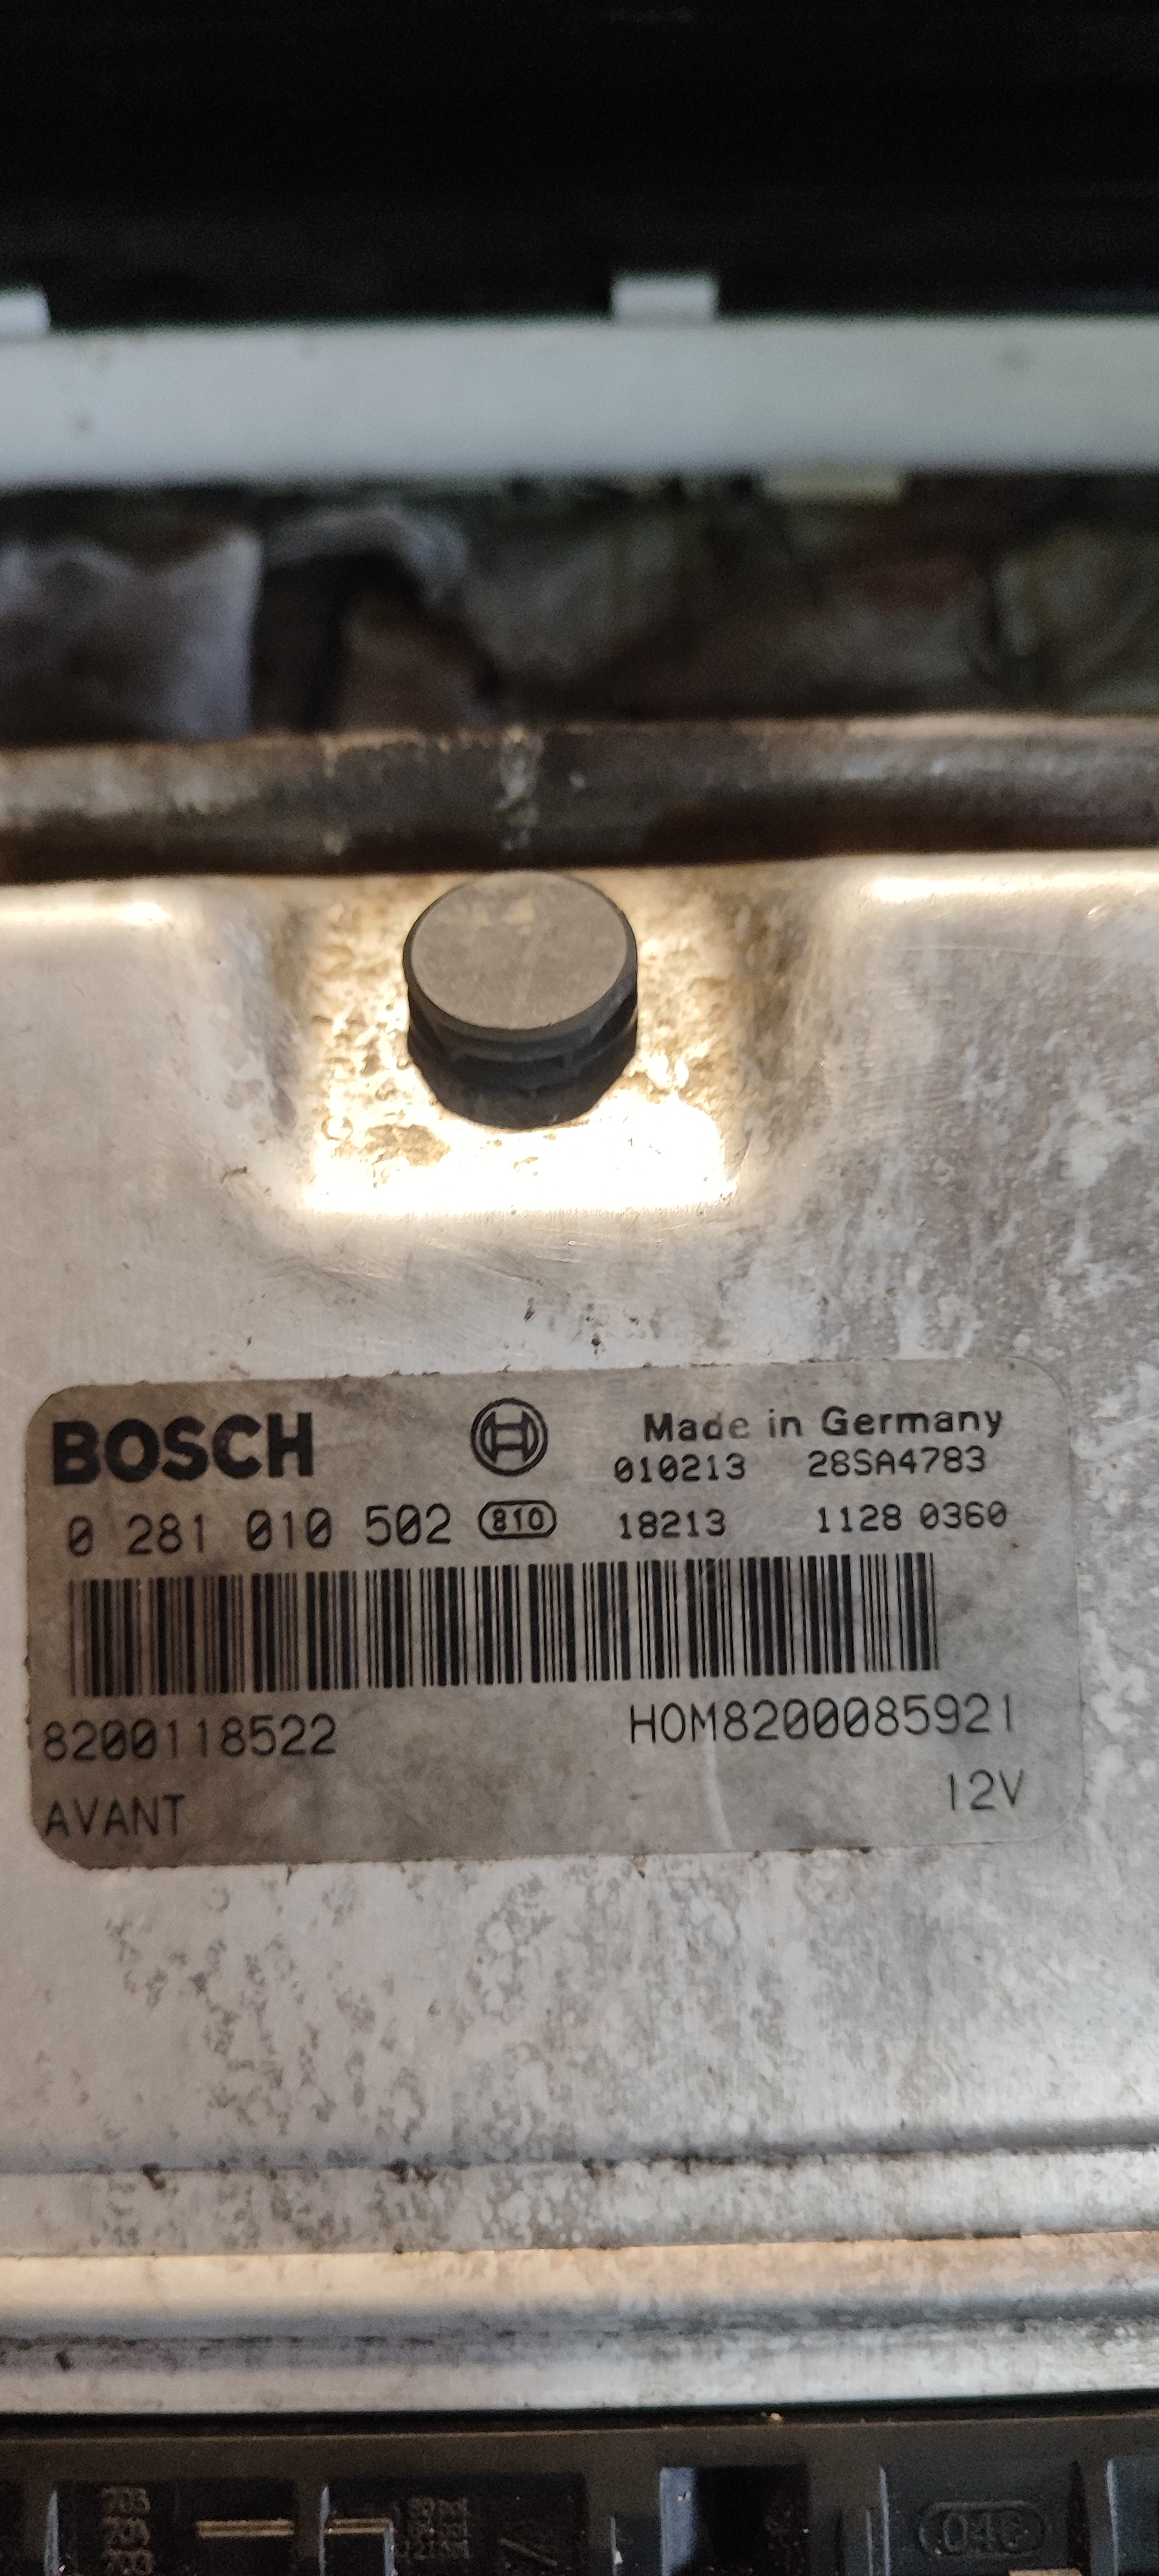 BOSCH
Made in Germany
010213 28SA4783
0 281 010 502 810
18213 1128 0360
8200118522 HOM8200085921
AVANT 12V